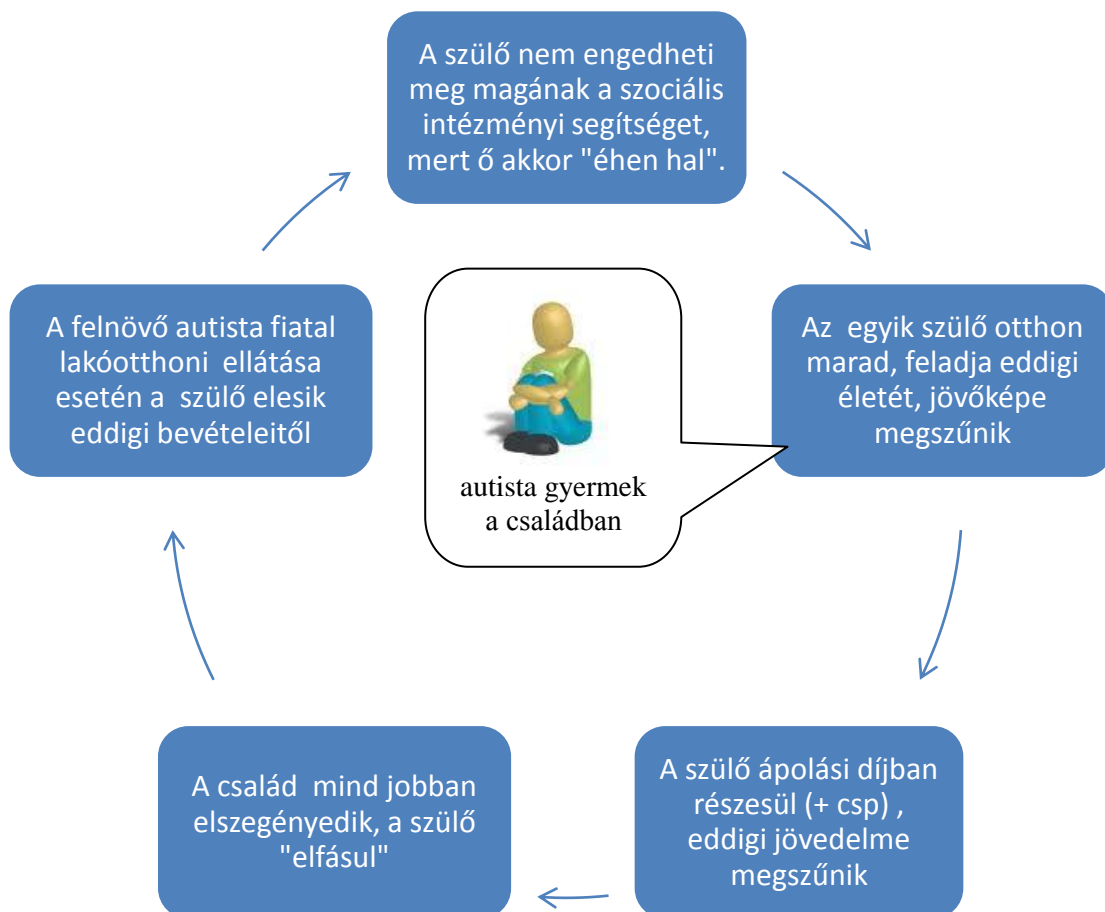 A szülő nem engedheti
meg magának a szociális
intézményi segítséget,
mert ő akkor "éhen hal".
Az egyik szülő otthon
marad, feladja eddigi
életét, jövőképe
megszűnik
A szülő ápolási díjban
részesül (+ csp) ,
eddigi jövedelme
megszűnik
A család mind jobban
elszegényedik, a szülő
"elfásul"
A felnövő autista fiatal
lakóotthoni ellátása
esetén a szülő elesik
eddigi bevételeitől
autista gyermek
a családban